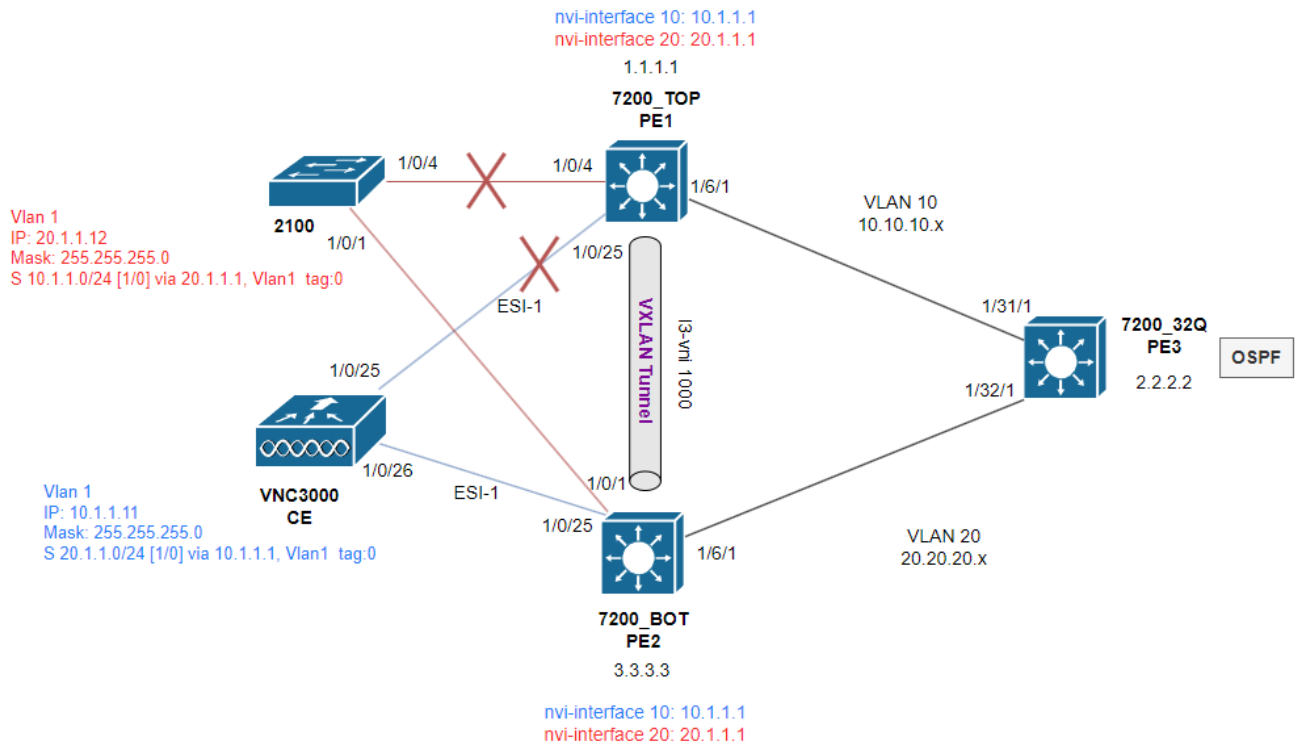 nvi-interface 10: 10.1.1.1
nvi-interface 20: 20.1.1.1
1.1.1.1
7200_TOP
PE1
1/0/4
1/0/4
1/6/1
VLAN 10
10.10.10.x
2100
Vlan 1
IP: 20.1.1.12
Mask: 255.255.255.0
S 10.1.1.0/24 [1/0] via 20.1.1.1, Vlan1 tag:0
1/0/1
1/0/25
ESI-1
VXLAN Tunnel
l3-vni 1000
1/31/1
7200_32Q
PE3
2.2.2.2
OSPF
1/32/1
1/0/25
1/0/26
VNC3000
CE
ESI-1
Vlan 1
IP: 10.1.1.11
Mask: 255.255.255.0
S 20.1.1.0/24 [1/0] via 10.1.1.1, Vlan1 tag:0
1/0/1
1/0/25
1/6/1
VLAN 20
20.20.20.x
7200_BOT
PE2
3.3.3.3
nvi-interface 10: 10.1.1.1
nvi-interface 20: 20.1.1.1